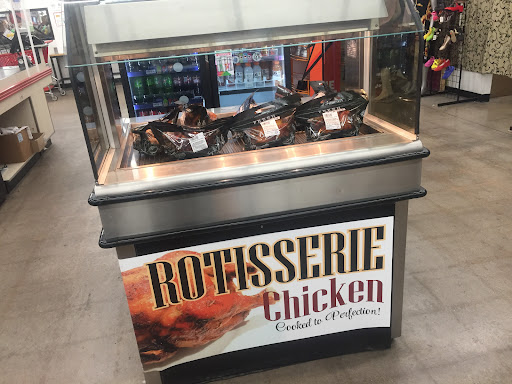 ROTISSERIE
Chicken
Cooked to Perfection!